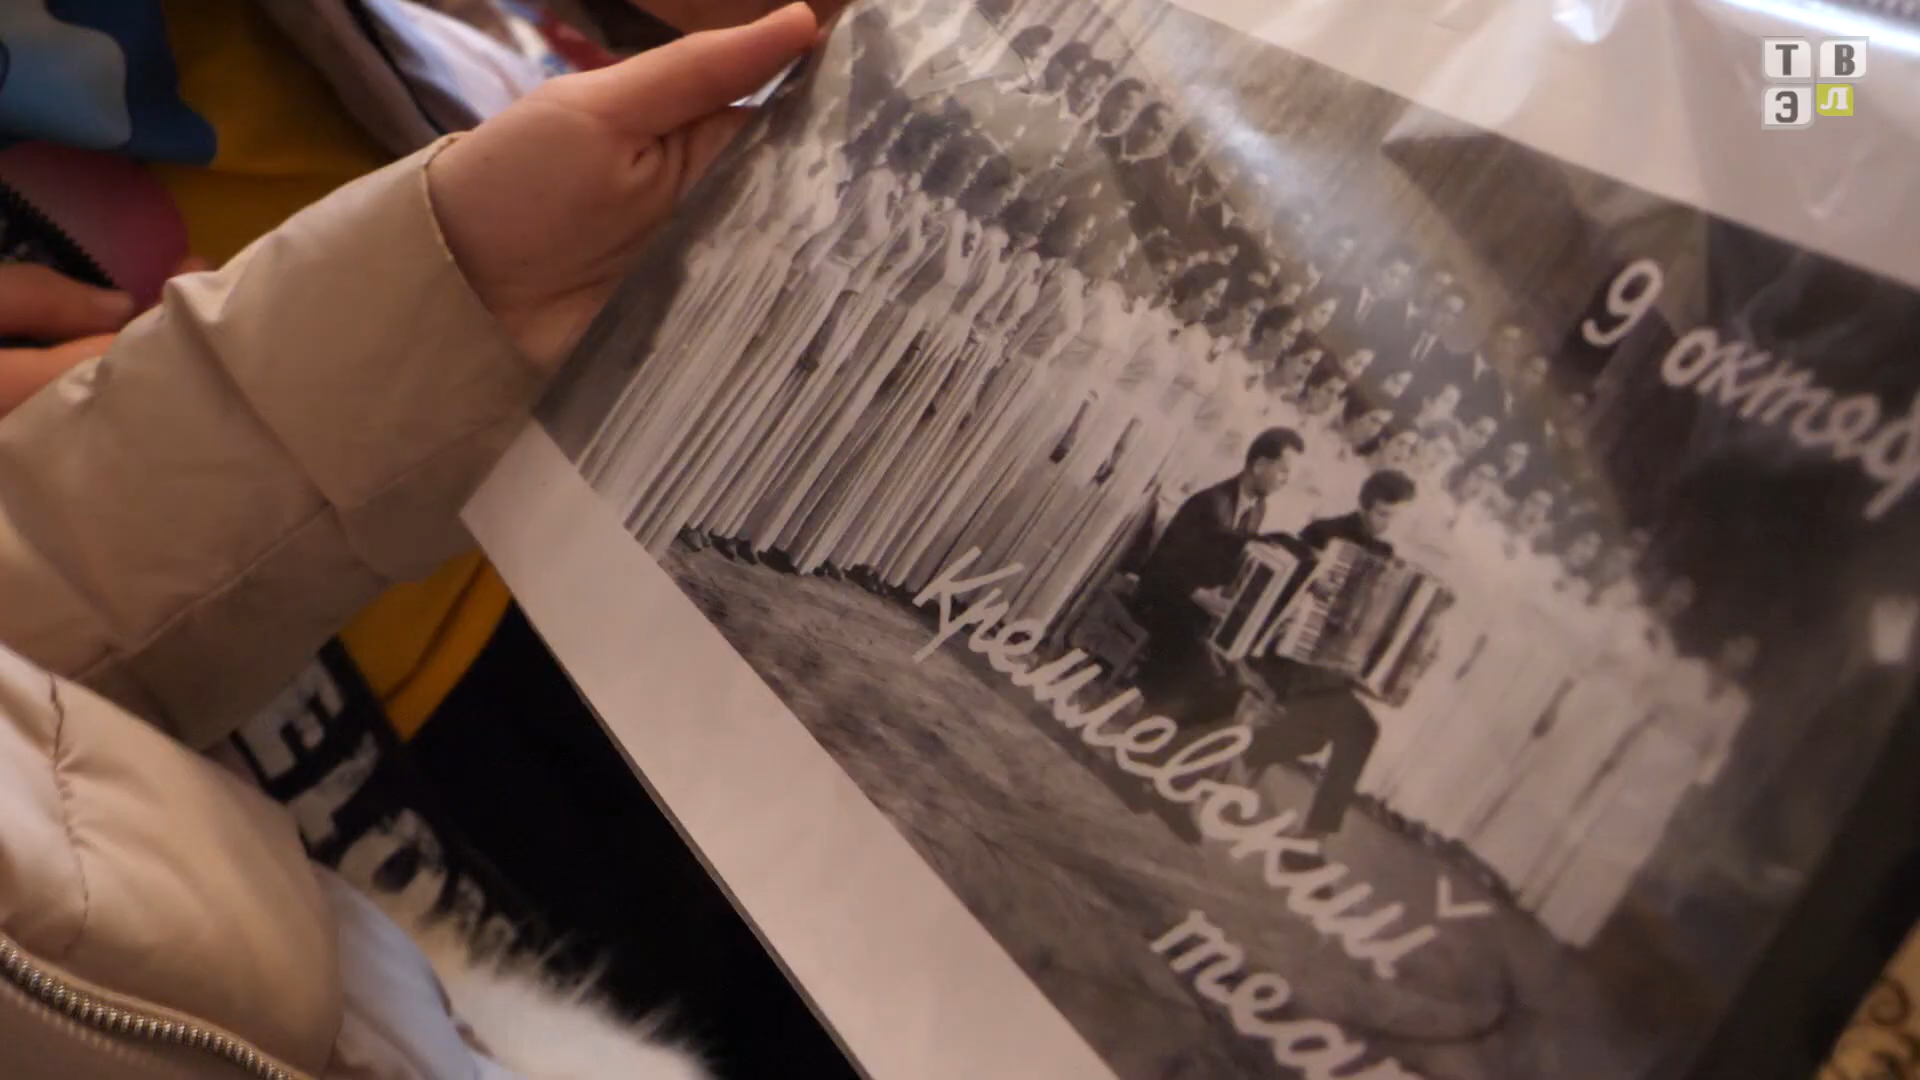 ТВ
ЭЛ
9 октяб
Кремлевский
теат